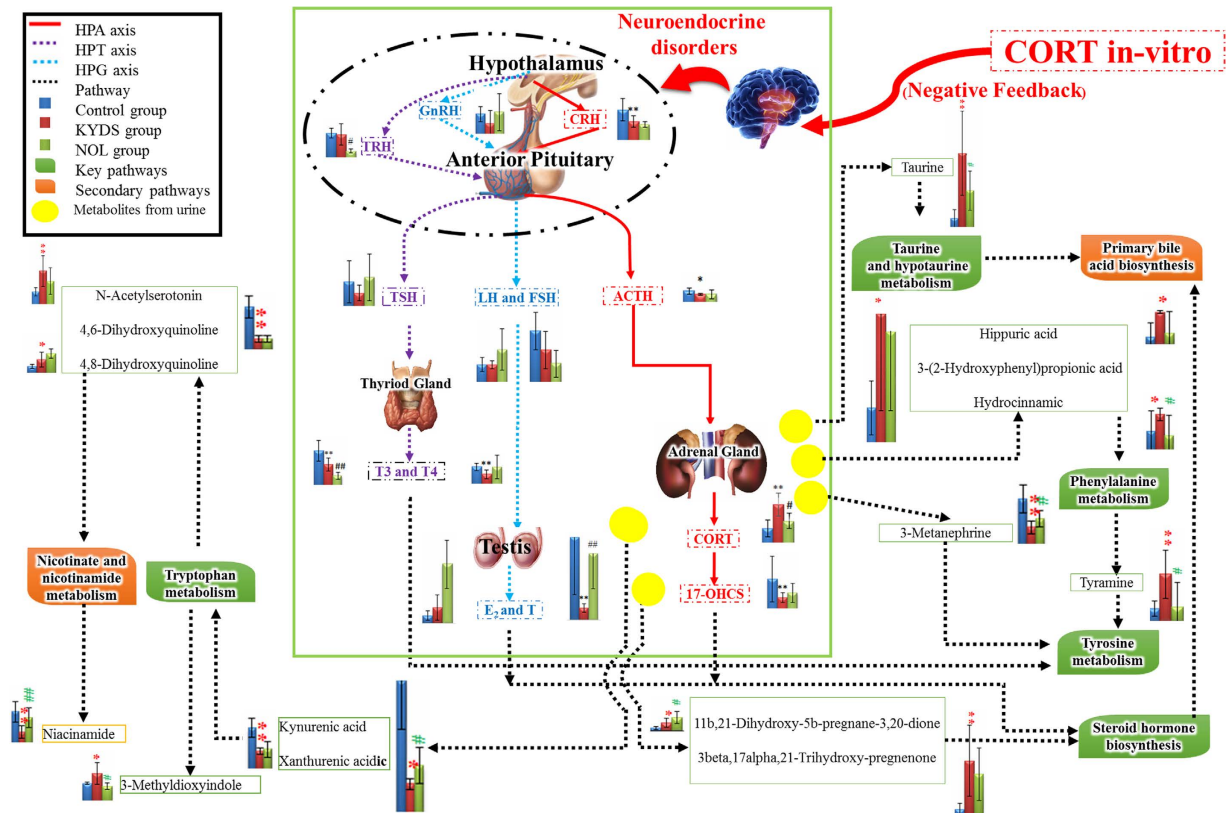 HPA axis
HPT axis
HPG axis
Pathway
Control group
KYDS group
NOL group
Key pathways
Secondary pathways
Metabolites from urine
Neuroendocrine
disorders
CORT in-vitro
(Negative Feedback)
Hypothalamus
GnRH
CRH
**
TRH
#
Anterior Pituitary
TSH
LH and FSH
ACTH
*
Thyriod Gland
T3 and T4
**
##
**
Adrenal Gland
Testis
CORT
**
#
E2 and T
**
##
17-OHCS
**
Taurine
**
#
Taurine
and hypotaurine
metabolism
Primary bile
acid biosynthesis
*
Hippuric acid
3-(2-Hydroxyphenyl)propionic acid
Hydrocinnamic
*
*
#
Phenylalanine
metabolism
3-Metanephrine
**
#
Tyramine
**
#
Tyrosine
metabolism
Steroid hormone
biosynthesis
11b,21-Dihydroxy-5b-pregnane-3,20-dione
3beta,17alpha,21-Trihydroxy-pregnenone
*
#
**
**
N-Acetylserotonin
4,6-Dihydroxyquinoline
4,8-Dihydroxyquinoline
*
**
Nicotinate and
nicotinamide
metabolism
Tryptophan
metabolism
**
##
Niacinamide
*
#
3-Methyldioxyindole
**
Kynurenic acid
Xanthurenic acidic
*
#